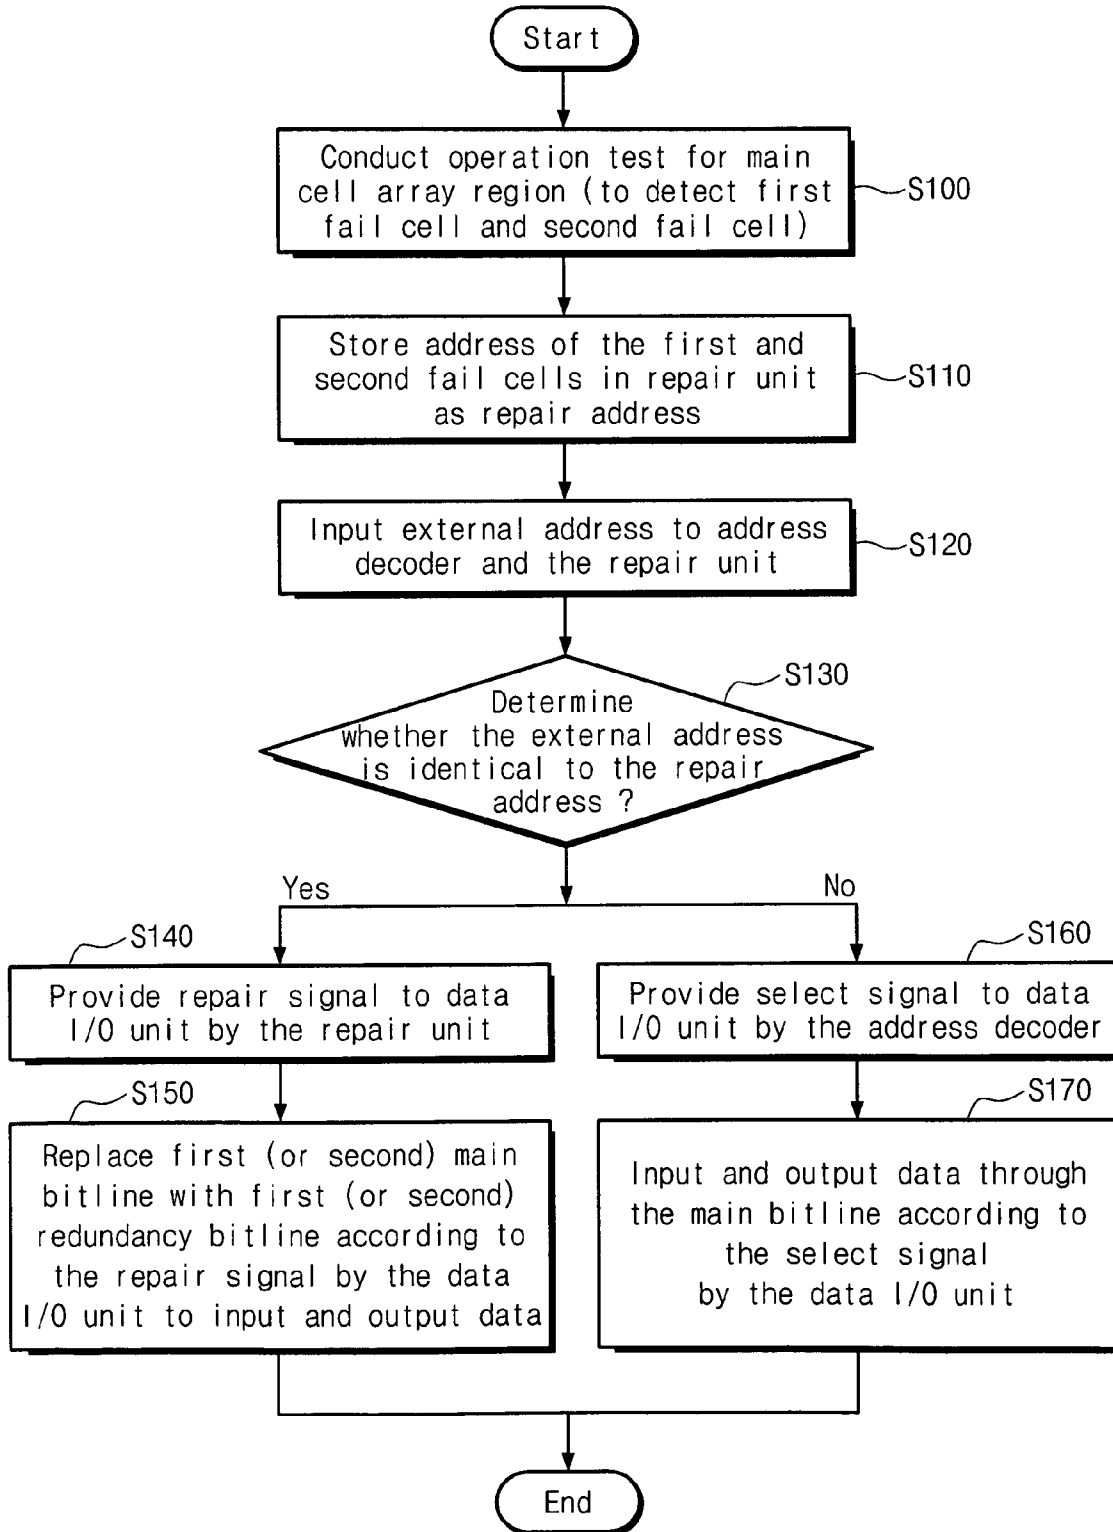 Start
Conduct operation test for main
cell array region (to detect first
fail cell and second fail cell)
S100
Store address of the first and
second fail cells in repair unit
as repair address
S110
Input external address to address
decoder and the repair unit
S120
S130
Determine
whether the external address
is identical to the repair
address ?
Yes
No
S140
Provide repair signal to data
I/O unit by the repair unit
S160
Provide select signal to data
I/O unit by the address decoder
S150
Replace first (or second) main
bitline with first (or second)
redundancy bitline according to
the repair signal by the data
I/O unit to input and output data
S170
Input and output data through
the main bitline according to
the select signal
by the data I/O unit
End